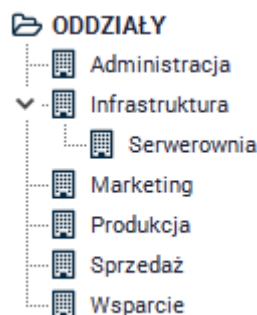 ODDZIAŁY
Administracja
Infrastruktura
Serwerownia
Marketing
Produkcja
Sprzedaż
Wsparcie